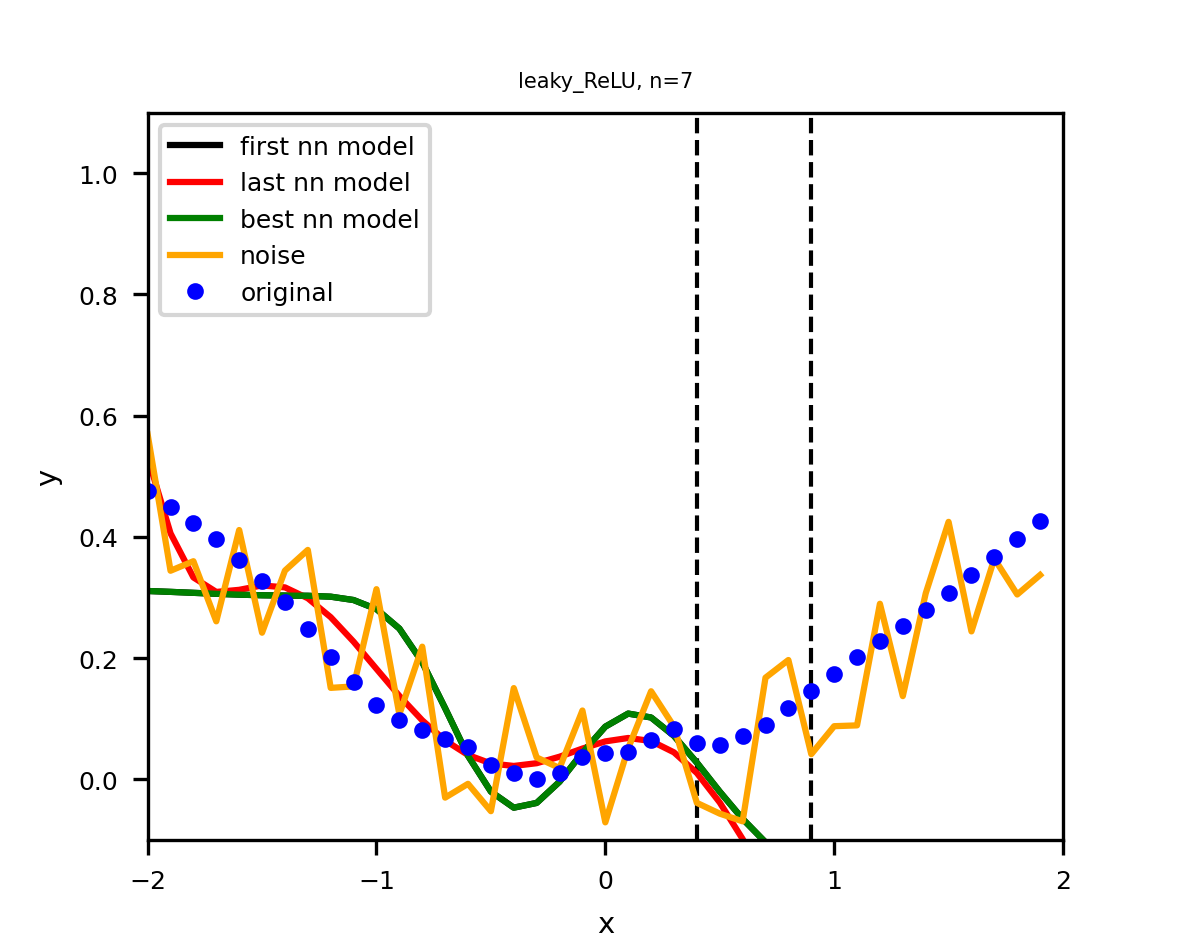 leaky_ReLU, n=7
first nn model
last nn model
best nn model
noise
original
1.0
0.8
0.6
0.4
0.2
0.0
y
−2
−1
0
1
2
x